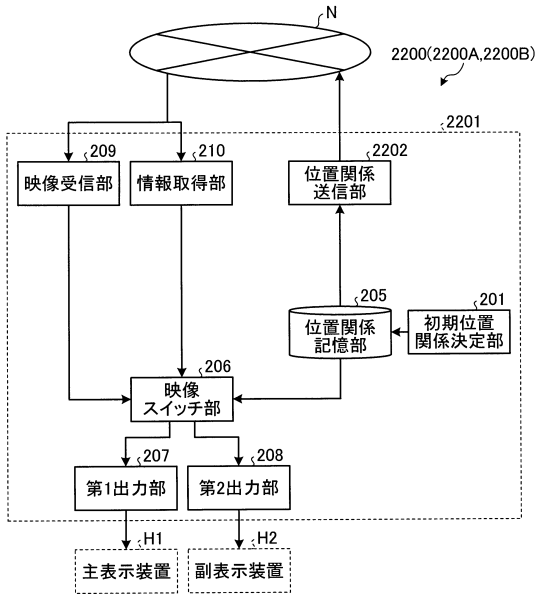 N
2200(2200A,2200B)
2201
209
映像受信部
210
情報取得部
2202
位置関係
送信部
205
位置関係
記憶部
201
初期位置
関係決定部
206
映像
スイッチ部
207
第1出力部
208
第2出力部
H1
主表示装置
H2
副表示装置